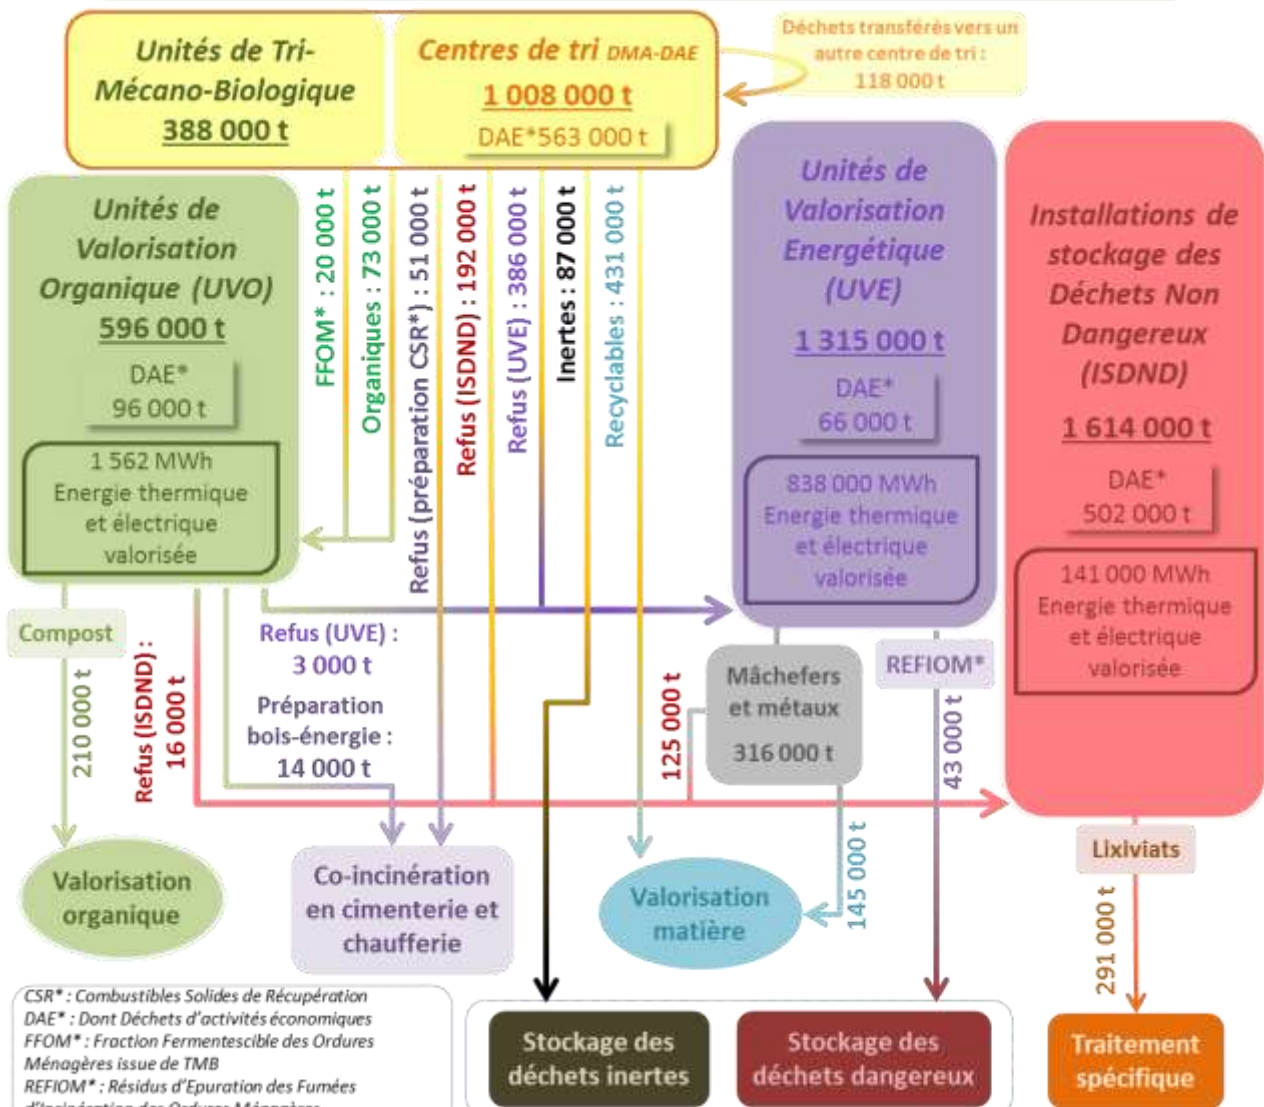 Unités de Tri-
Mécano-Biologique
388 000 t
Centres de tri DMA-DAE
1 008 000 t
DAE*563 000 t
Déchets transférés vers un
autre centre de tri :
118 000 t
Unités de
Valorisation
Organique (UVO)
596 000 t
DAE*
96 000 t
1 562 MWh
Energie thermique
et électrique
valorisée
FFOM* : 20 000 t
Organiques : 73 000 t
Refus (préparation CSR*) : 51 000 t
Refus (ISDND) : 192 000 t
Refus (UVE) : 386 000 t
Inertes : 87 000 t
Recyclables : 431 000 t
Unités de
Valorisation
Energétique
(UVE)
1 315 000 t
DAE*
66 000 t
838 000 MWh
Energie thermique
et électrique
valorisée
Installations de
stockage des
Déchets Non
Dangereux
(ISDND)
1 614 000 t
DAE*
502 000 t
141 000 MWh
Energie thermique
et électrique
valorisée
Compost
210 000 t
Refus (ISDND) :
16 000 t
Refus (UVE) :
3 000 t
Préparation
bois-énergie :
14 000 t
125 000 t
Mâchefers
et métaux
316 000 t
REFIOM*
43 000 t
145 000 t
Lixiviats
291 000 t
Valorisation
organique
Co-incinération
en cimenterie et
chaufferie
Valorisation
matière
CSR* : Combustibles Solides de Récupération
DAE* : Dont Déchets d'activités économiques
FFOM* : Fraction Fermentescible des Ordures
Ménagères issue de TMB
REFIOM* : Résidus d'Epuration des Fumées
d'Incinération des Ordures Ménagères
Stockage des
déchets inertes
Stockage des
déchets dangereux
Traitement
spécifique